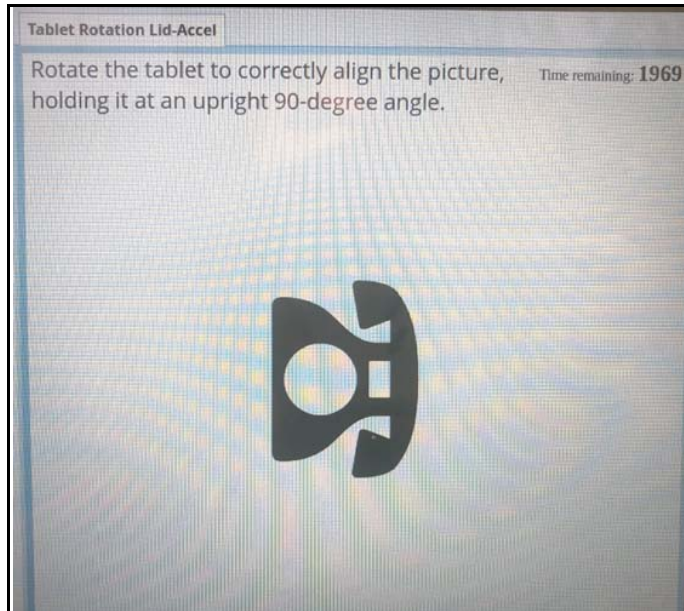 Tablet Rotation Lid-Accel
Rotate the tablet to correctly align the picture,
holding it at an upright 90-degree angle.
Time remaining: 1969